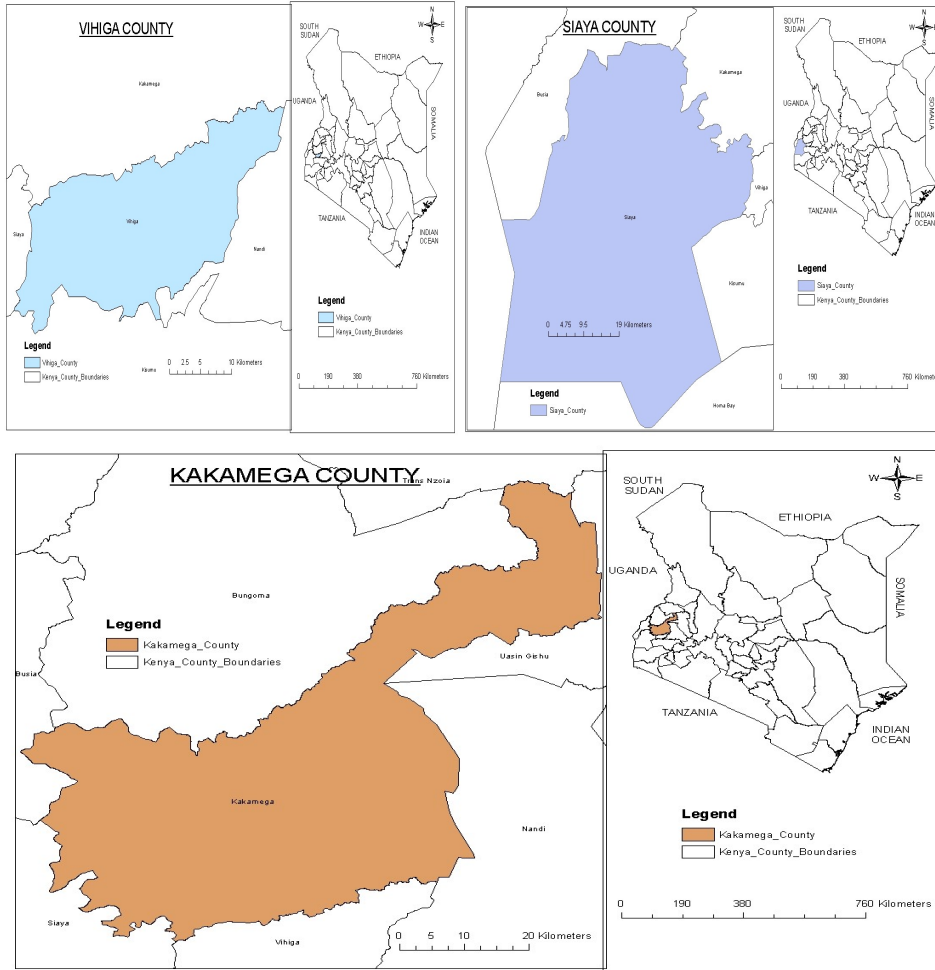 VIHIGA COUNTY
Kakamega
Vihiga
Siaya
Nandi
Kisumu
Legend
Vihiga_County
Kenya_County_Boundaries
0 2.5 5 10 Kilometers
N
W E
S
SOUTH
SUDAN
ETHIOPIA
UGANDA
SOMALIA
TANZANIA
INDIAN
OCEAN
Legend
Vihiga_County
Kenya_County_Boundaries
0 190 380 760 Kilometers
SIAYA COUNTY
Busia
Kakamega
Siaya
Vihiga
Kisumu
Homa Bay
0 4.75 9.5 19 Kilometers
Legend
Siaya_County
N
W E
S
SOUTH
SUDAN
ETHIOPIA
UGANDA
SOMALIA
TANZANIA
INDIAN
OCEAN
Legend
Siaya_County
Kenya_County_Boundaries
0 190 380 760 Kilomete
KAKAMEGA COUNTY
Trans Nzoia
Bungoma
Legend
Kakamega_County
Kenya_County_Boundaries
Busia
Uasin Gishu
Kakamega
Nandi
Siaya
Vihiga
0 5 10 20 Kilometers
N
W E
S
SOUTH
SUDAN
ETHIOPIA
UGANDA
SOMALIA
TANZANIA
INDIAN
OCEAN
Legend
Kakamega_County
Kenya_County_Boundaries
0 190 380 760 Kilometers